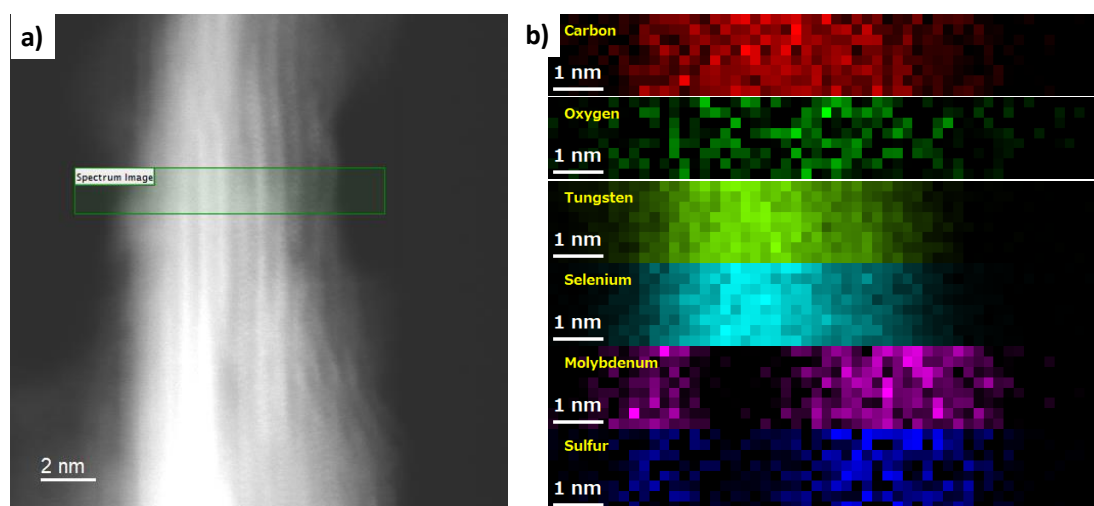 a)
Spectrum Image
2 nm
b)
Carbon
1 nm
Oxygen
1 nm
Tungsten
1 nm
Selenium
1 nm
Molybdenum
1 nm
Sulfur
1 nm